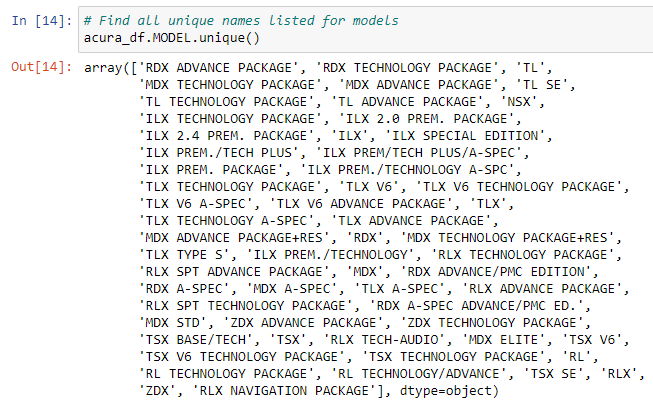 In [14]: # Find all unique names listed for models
acura_df.MODEL.unique()
Out[14]: array(['RDX ADVANCE PACKAGE', 'RDX TECHNOLOGY PACKAGE', 'TL',
'MDX TECHNOLOGY PACKAGE', 'MDX ADVANCE PACKAGE', 'TL SE',
'TL TECHNOLOGY PACKAGE', 'TL ADVANCE PACKAGE', 'NSX',
'ILX TECHNOLOGY PACKAGE', 'ILX 2.0 PREM. PACKAGE',
'ILX 2.4 PREM. PACKAGE', 'ILX', 'ILX SPECIAL EDITION',
'ILX PREM./TECH PLUS', 'ILX PREM/TECH PLUS/A-SPEC',
'ILX PREM. PACKAGE', 'ILX PREM./TECHNOLOGY A-SPC',
'TLX TECHNOLOGY PACKAGE', 'TLX V6', 'TLX V6 TECHNOLOGY PACKAGE',
'TLX V6 A-SPEC', 'TLX V6 ADVANCE PACKAGE', 'TLX',
'TLX TECHNOLOGY A-SPEC', 'TLX ADVANCE PACKAGE',
'MDX ADVANCE PACKAGE+RES', 'RDX', 'MDX TECHNOLOGY PACKAGE+RES',
'TLX TYPE S', 'ILX PREM./TECHNOLOGY', 'RLX TECHNOLOGY PACKAGE',
'RLX SPT ADVANCE PACKAGE', 'MDX', 'RDX ADVANCE/PMC EDITION',
'RDX A-SPEC', 'MDX A-SPEC', 'TLX A-SPEC', 'RLX ADVANCE PACKAGE',
'RLX SPT TECHNOLOGY PACKAGE', 'RDX A-SPEC ADVANCE/PMC ED.',
'MDX STD', 'ZDX ADVANCE PACKAGE', 'ZDX TECHNOLOGY PACKAGE',
'TSX BASE/TECH', 'TSX', 'RLX TECH-AUDIO', 'MDX ELITE', 'TSX V6',
'TSX V6 TECHNOLOGY PACKAGE', 'TSX TECHNOLOGY PACKAGE', 'RL',
'RL TECHNOLOGY PACKAGE', 'RL TECHNOLOGY/ADVANCE', 'TSX SE', 'RLX',
'ZDX', 'RLX NAVIGATION PACKAGE'], dtype=object)